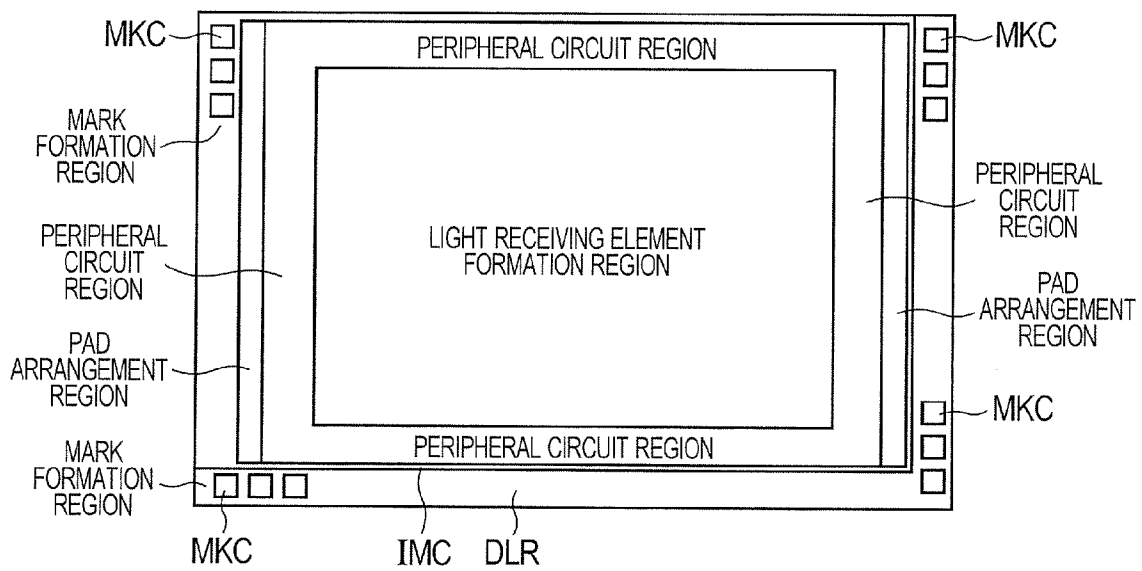 MKC
PERIPHERAL CIRCUIT REGION
MKC
MARK
FORMATION
REGION
PERIPHERAL
CIRCUIT
REGION
LIGHT RECEIVING ELEMENT
FORMATION REGION
PERIPHERAL
CIRCUIT
REGION
PAD
ARRANGEMENT
REGION
PAD
ARRANGEMENT
REGION
MKC
PERIPHERAL CIRCUIT REGION
MARK
FORMATION
REGION
MKC
IMC
DLR